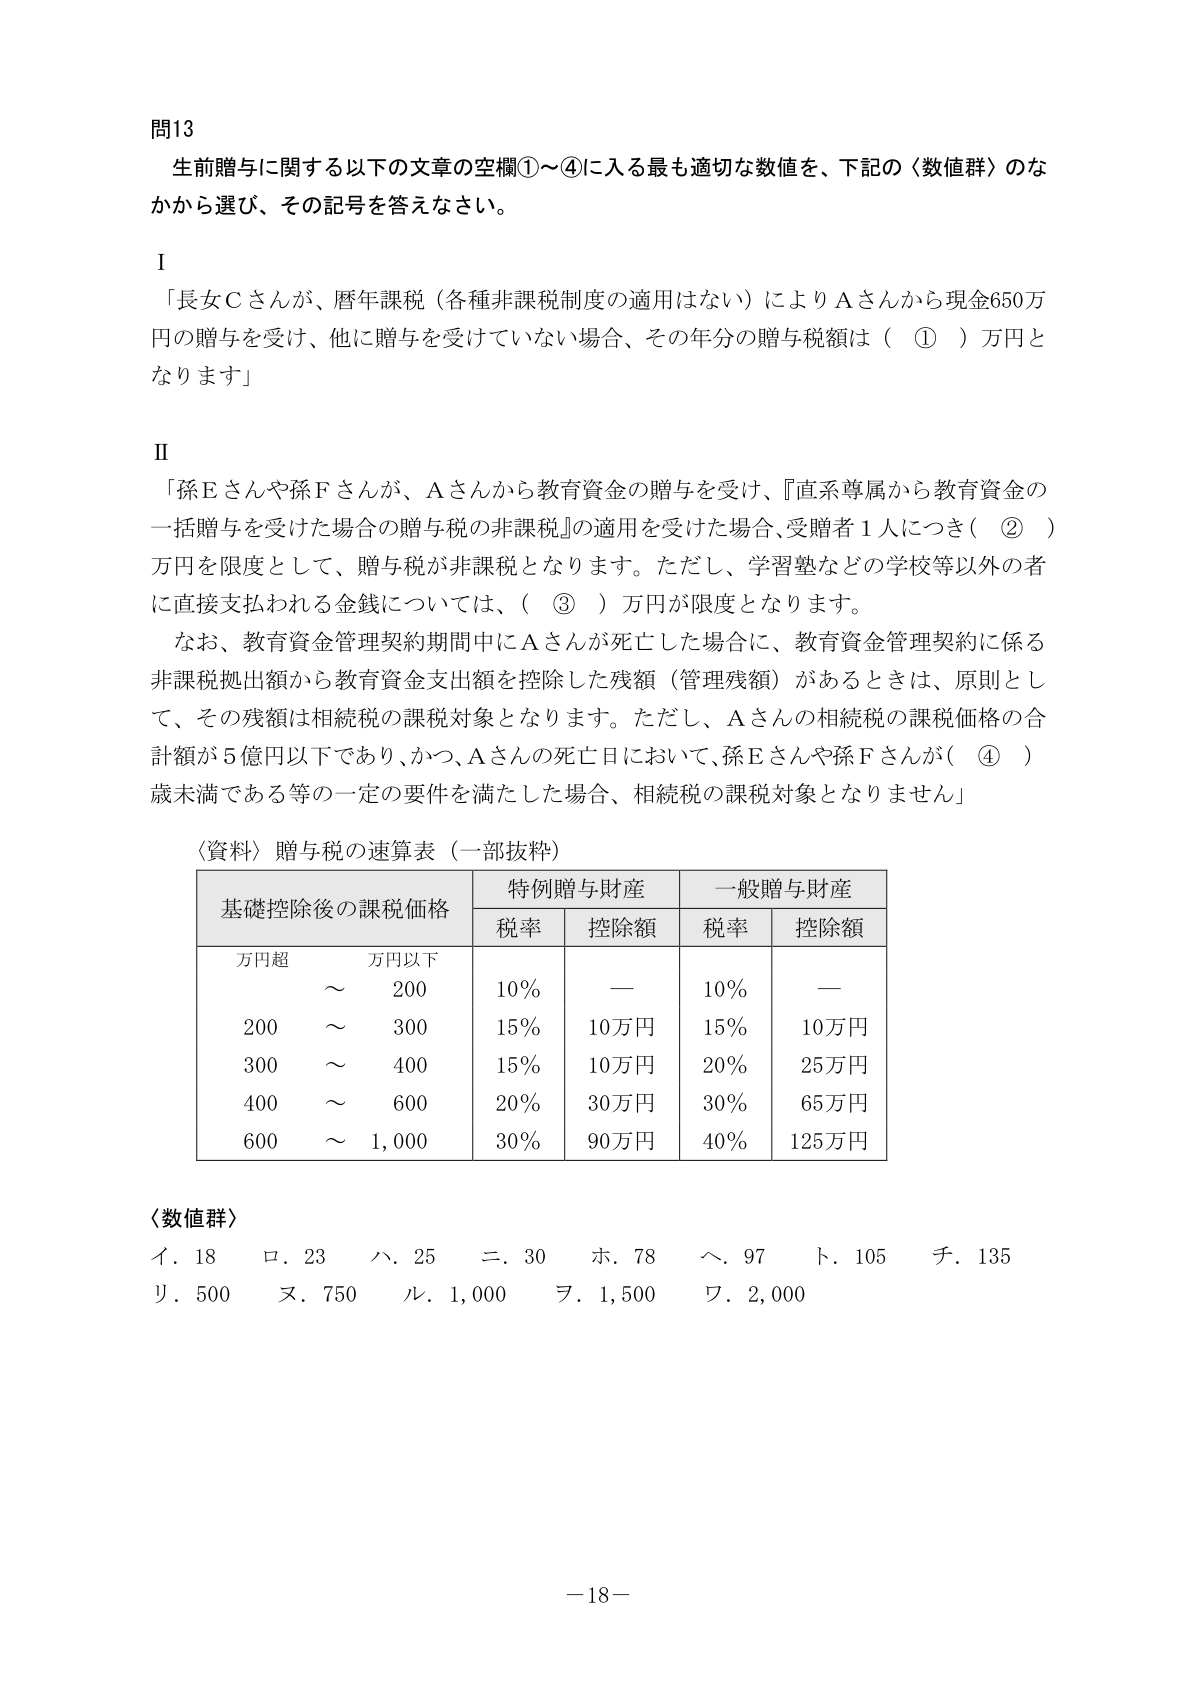 問13
生前贈与に関する以下の文章の空欄①～④に入る最も適切な数値を、下記の〈数値群〉のな
かから選び、その記号を答えなさい。
Ⅰ
「長女Ｃさんが、暦年課税（各種非課税制度の適用はない）によりＡさんから現金650万
円の贈与を受け、他に贈与を受けていない場合、その年分の贈与税額は（　①　）万円と
なります」
Ⅱ
「孫Ｅさんや孫Ｆさんが、Ａさんから教育資金の贈与を受け、『直系尊属から教育資金の
一括贈与を受けた場合の贈与税の非課税』の適用を受けた場合、受贈者１人につき（　②　）
万円を限度として、贈与税が非課税となります。ただし、学習塾などの学校等以外の者
に直接支払われる金銭については、（　③　）万円が限度となります。
なお、教育資金管理契約期間中にＡさんが死亡した場合に、教育資金管理契約に係る
非課税拠出額から教育資金支出額を控除した残額（管理残額）があるときは、原則とし
て、その残額は相続税の課税対象となります。ただし、Ａさんの相続税の課税価格の合
計額が５億円以下であり、かつ、Ａさんの死亡日において、孫Ｅさんや孫Ｆさんが（　④　）
歳未満である等の一定の要件を満たした場合、相続税の課税対象となりません」
〈資料〉贈与税の速算表（一部抜粋）
基礎控除後の課税価格　特例贈与財産　一般贈与財産
税率　控除額　税率　控除額
万円超　万円以下
～　200　10％　―　10％　―
200　～　300　15％　10万円　15％　10万円
300　～　400　15％　10万円　20％　25万円
400　～　600　20％　30万円　30％　65万円
600　～　1,000　30％　90万円　40％　125万円
〈数値群〉
イ．18　ロ．23　ハ．25　ニ．30　ホ．78　ヘ．97　ト．105　チ．135
リ．500　ヌ．750　ル．1,000　ヲ．1,500　ワ．2,000
－18－